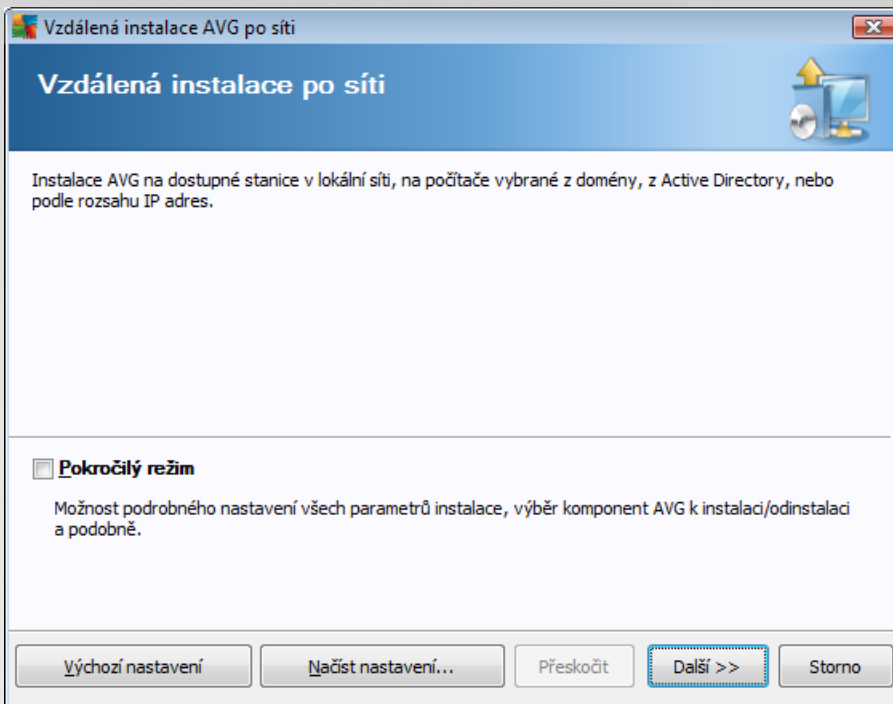 Vzdálená instalace AVG po síti
Vzdálená instalace po síti
Instalace AVG na dostupné stanice v lokální síti, na počítače vybrané z domény, z Active Directory, nebo
podle rozsahu IP adres.
Pokročilý režim
Možnost podrobného nastavení všech parametrů instalace, výběr komponent AVG k instalaci/odinstalaci
a podobně.
Výchozí nastavení Načíst nastavení... Přeskočit Další >> Storno